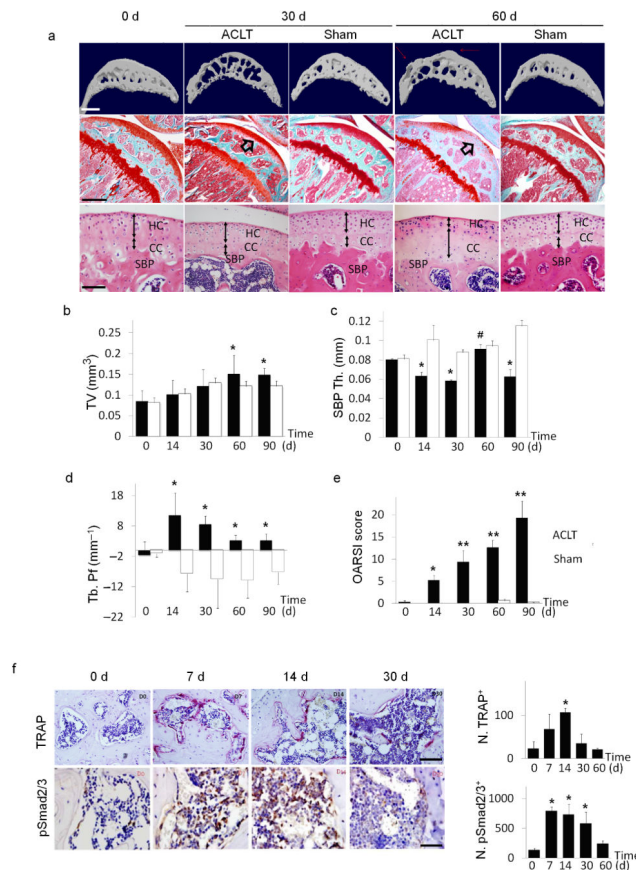 0 d 30 d 60 d
a ACLT Sham ACLT Sham
HC HC HC HC HC
CC CC CC CC CC
SBP SBP SBP SBP SBP
b
TV (mm³)
0.2
0.15
0.1
0.05
0
* *
0 14 30 60 90 (d)
Time
c
SBP Th. (mm)
0.12
0.1
0.08
0.06
0.04
0.02
0
* * # *
0 14 30 60 90 (d)
Time
d
Tb. Pf (mm⁻¹)
18
8
−2
−12
−22
* * * *
0 14 30 60 90 (d)
Time
e
OARSI score
20
15
10
5
0
* ** ** **
ACLT
Sham
0 14 30 60 90 (d)
Time
f 0 d 7 d 14 d 30 d
TRAP
D0 D7 D14
pSmad2/3
N. TRAP⁺
100
0
*
0 7 14 30 60 (d)
Time
N. pSmad2/3⁺
1000
500
0
* * *
0 7 14 30 60 (d)
Time